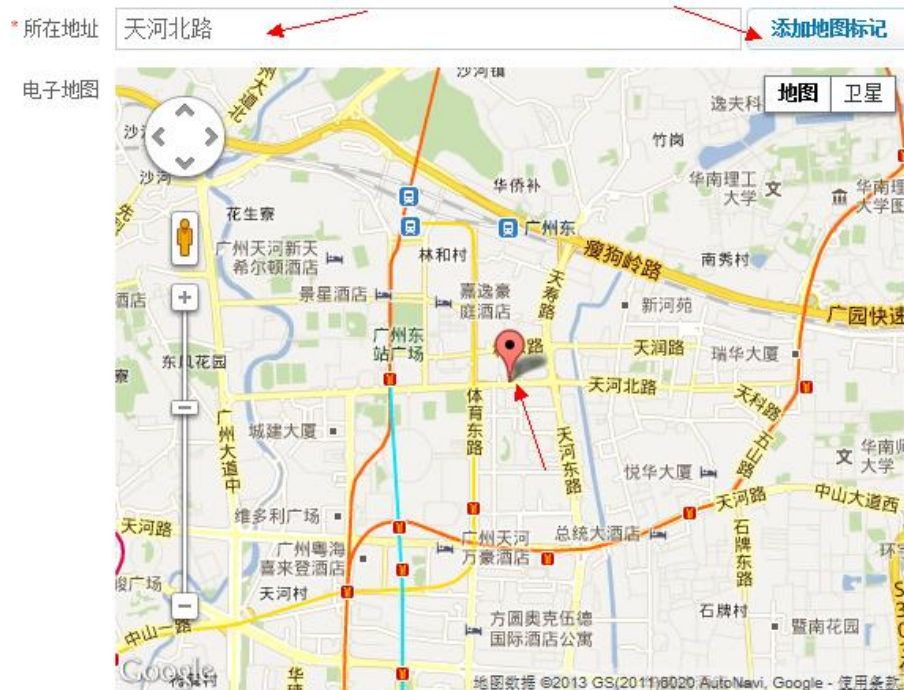 * 所在地址
天河北路
添加地图标记
电子地图
沙河镇
地图
卫星
逸夫科
竹岗
沙河
华侨补
华南理工
大学
文
华南理
大学图
先烈
花生寮
广州东
广州天河新天
希尔顿酒店
林和村
天寿路
瘦狗岭路
南秀村
酒店
景星酒店
嘉逸豪
庭酒店
新河苑
广园快速
广州东
站广场
路
天润路
瑞华大厦
东风花园
寮
天河北路
天科路
体育东路
广州大道中
城建大厦
天河东路
五山路
文
华南师
大学
悦华大厦
天河路
中山大道西
维多利广场
天河路
广州天河
万豪酒店
总统大酒店
石牌东路
广州粤海
喜来登酒店
骏广场
天河村
石牌村
方圆奥克伍德
国际酒店公寓
暨南花园
中山一路
Google
地图数据 ©2013 GS(2011)6020 AutoNavi, Google - 使用条款